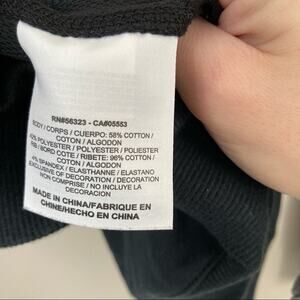 RN#56323 - CA#05553
BODY / CORPS / CUERPO: 58% COTTON /
COTON / ALGODON
42% POLYESTER / POLYESTER / POLIESTER
RIB / BORD COTE / RIBETE: 96% COTTON /
COTON / ALGODON
4% SPANDEX / ELASTHANNE / ELASTANO
EXCLUSIVE OF DECORATION / DECORATION
NON COMPRISE / NO INCLUYE LA
DECORACION
MADE IN CHINA/FABRIQUE EN
CHINE/HECHO EN CHINA